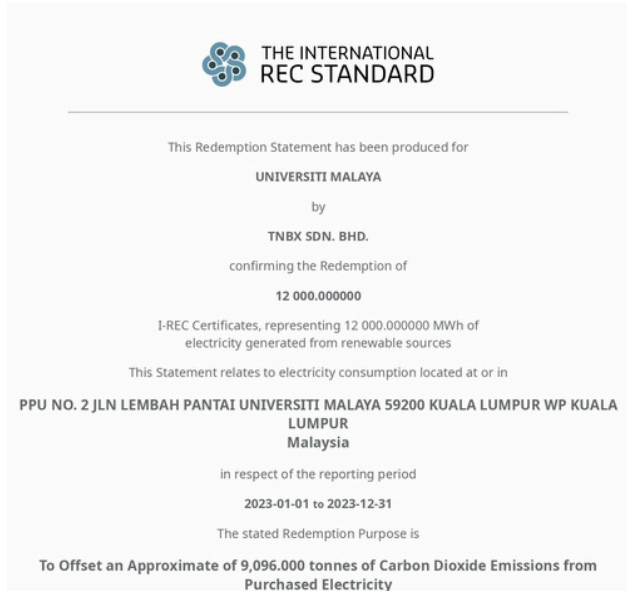 THE INTERNATIONAL
REC STANDARD
This Redemption Statement has been produced for
UNIVERSITI MALAYA
by
TNBX SDN. BHD.
confirming the Redemption of
12 000.000000
I-REC Certificates, representing 12 000.000000 MWh of
electricity generated from renewable sources
This Statement relates to electricity consumption located at or in
PPU NO. 2 JLN LEMBAH PANTAI UNIVERSITI MALAYA 59200 KUALA LUMPUR WP KUALA
LUMPUR
Malaysia
in respect of the reporting period
2023-01-01 to 2023-12-31
The stated Redemption Purpose is
To Offset an Approximate of 9,096.000 tonnes of Carbon Dioxide Emissions from
Purchased Electricity